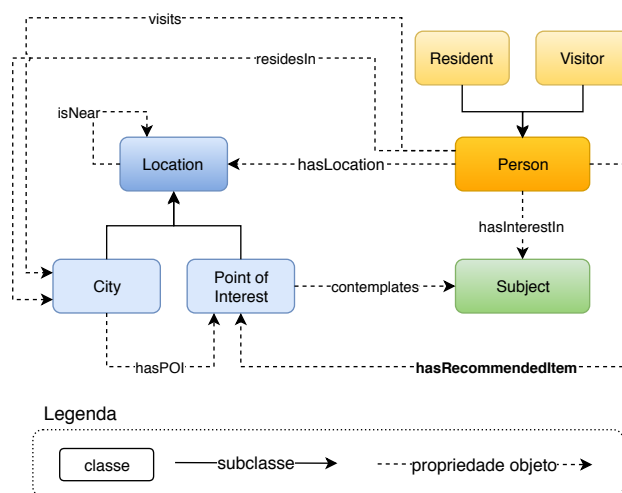 visits
residesIn
Resident
Visitor
isNear
Location
hasLocation
Person
hasInterestIn
City
Point of
Interest
contemplates
Subject
hasPOI
hasRecommendedItem
Legenda
classe
subclasse
propriedade objeto